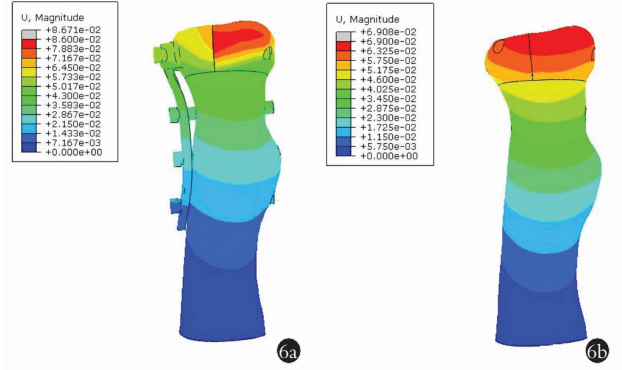 U, Magnitude
+8.671e-02
+8.600e-02
+7.883e-02
+7.167e-02
+6.450e-02
+5.733e-02
+5.017e-02
+4.300e-02
+3.583e-02
+2.867e-02
+2.150e-02
+1.433e-02
+7.167e-03
+0.000e+00
6a
U, Magnitude
+6.908e-02
+6.900e-02
+6.325e-02
+5.750e-02
+5.175e-02
+4.600e-02
+4.025e-02
+3.450e-02
+2.875e-02
+2.300e-02
+1.725e-02
+1.150e-02
+5.750e-03
+0.000e+00
6b